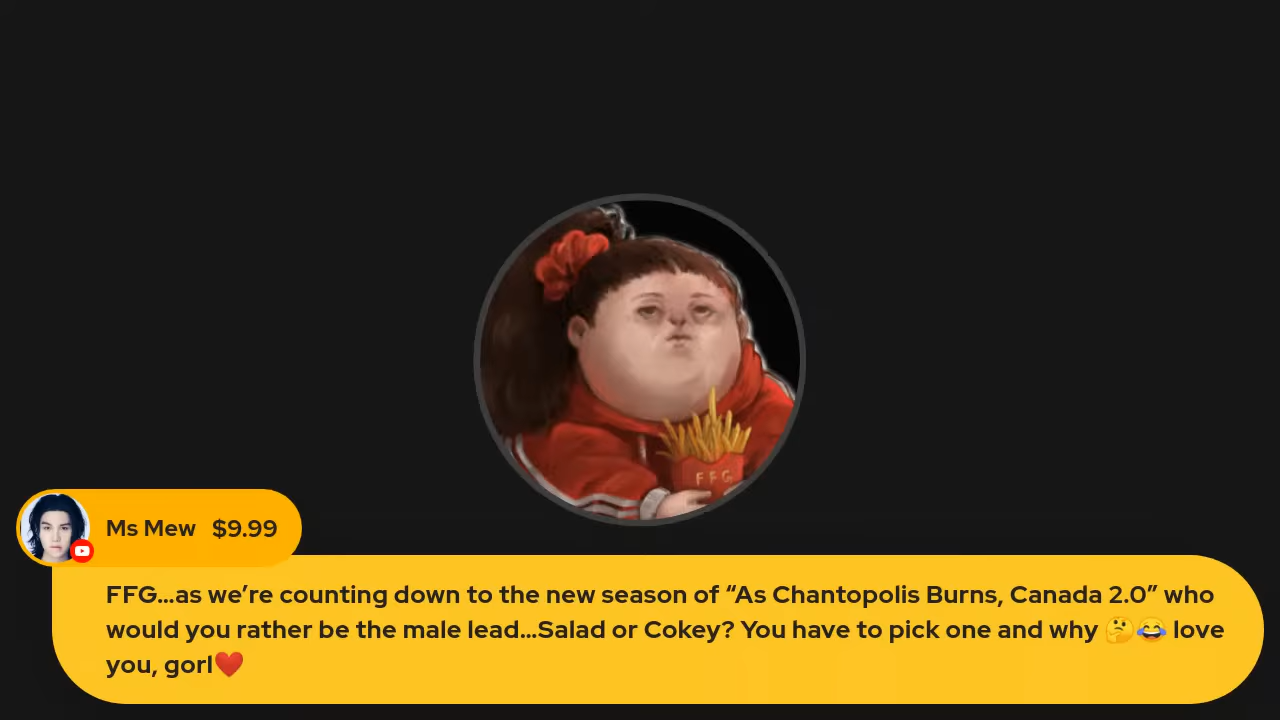 FFG
Ms Mew $9.99
FFG...as we’re counting down to the new season of “As Chantopolis Burns, Canada 2.0” who
would you rather be the male lead...Salad or Cokey? You have to pick one and why 🤔😂 love
you, gorl❤️